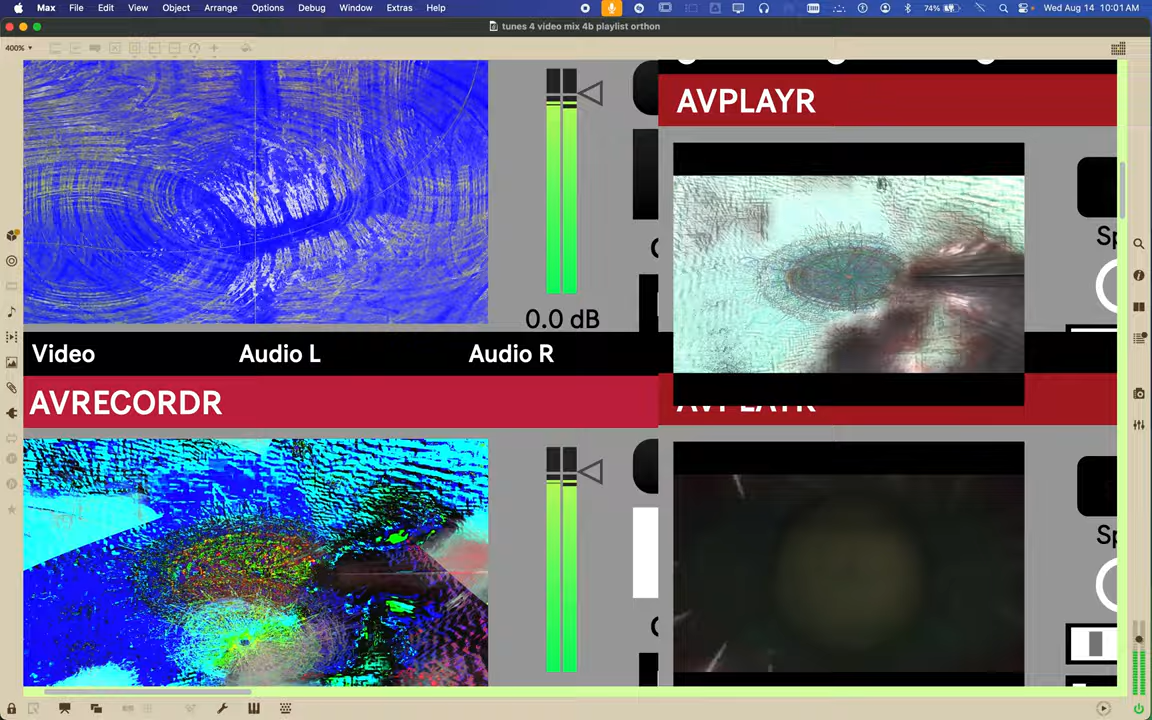 Max File Edit View Object Arrange Options Debug Window Extras Help
74%
Wed Aug 14 10:01 AM
tunes 4 video mix 4b playlist orthon
400%
AVPLAYR
0.0 dB
Video Audio L Audio R
AVRECORDR
AVPLAYR